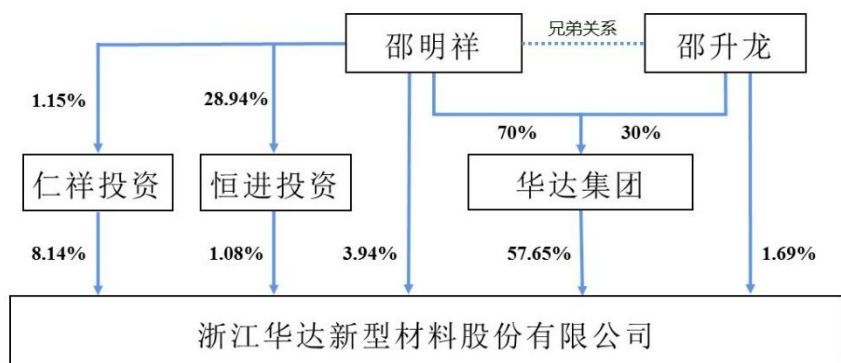 邵明祥
兄弟关系
邵升龙
1.15%
28.94%
70%
30%
仁祥投资
恒进投资
华达集团
8.14%
1.08%
3.94%
57.65%
1.69%
浙江华达新型材料股份有限公司